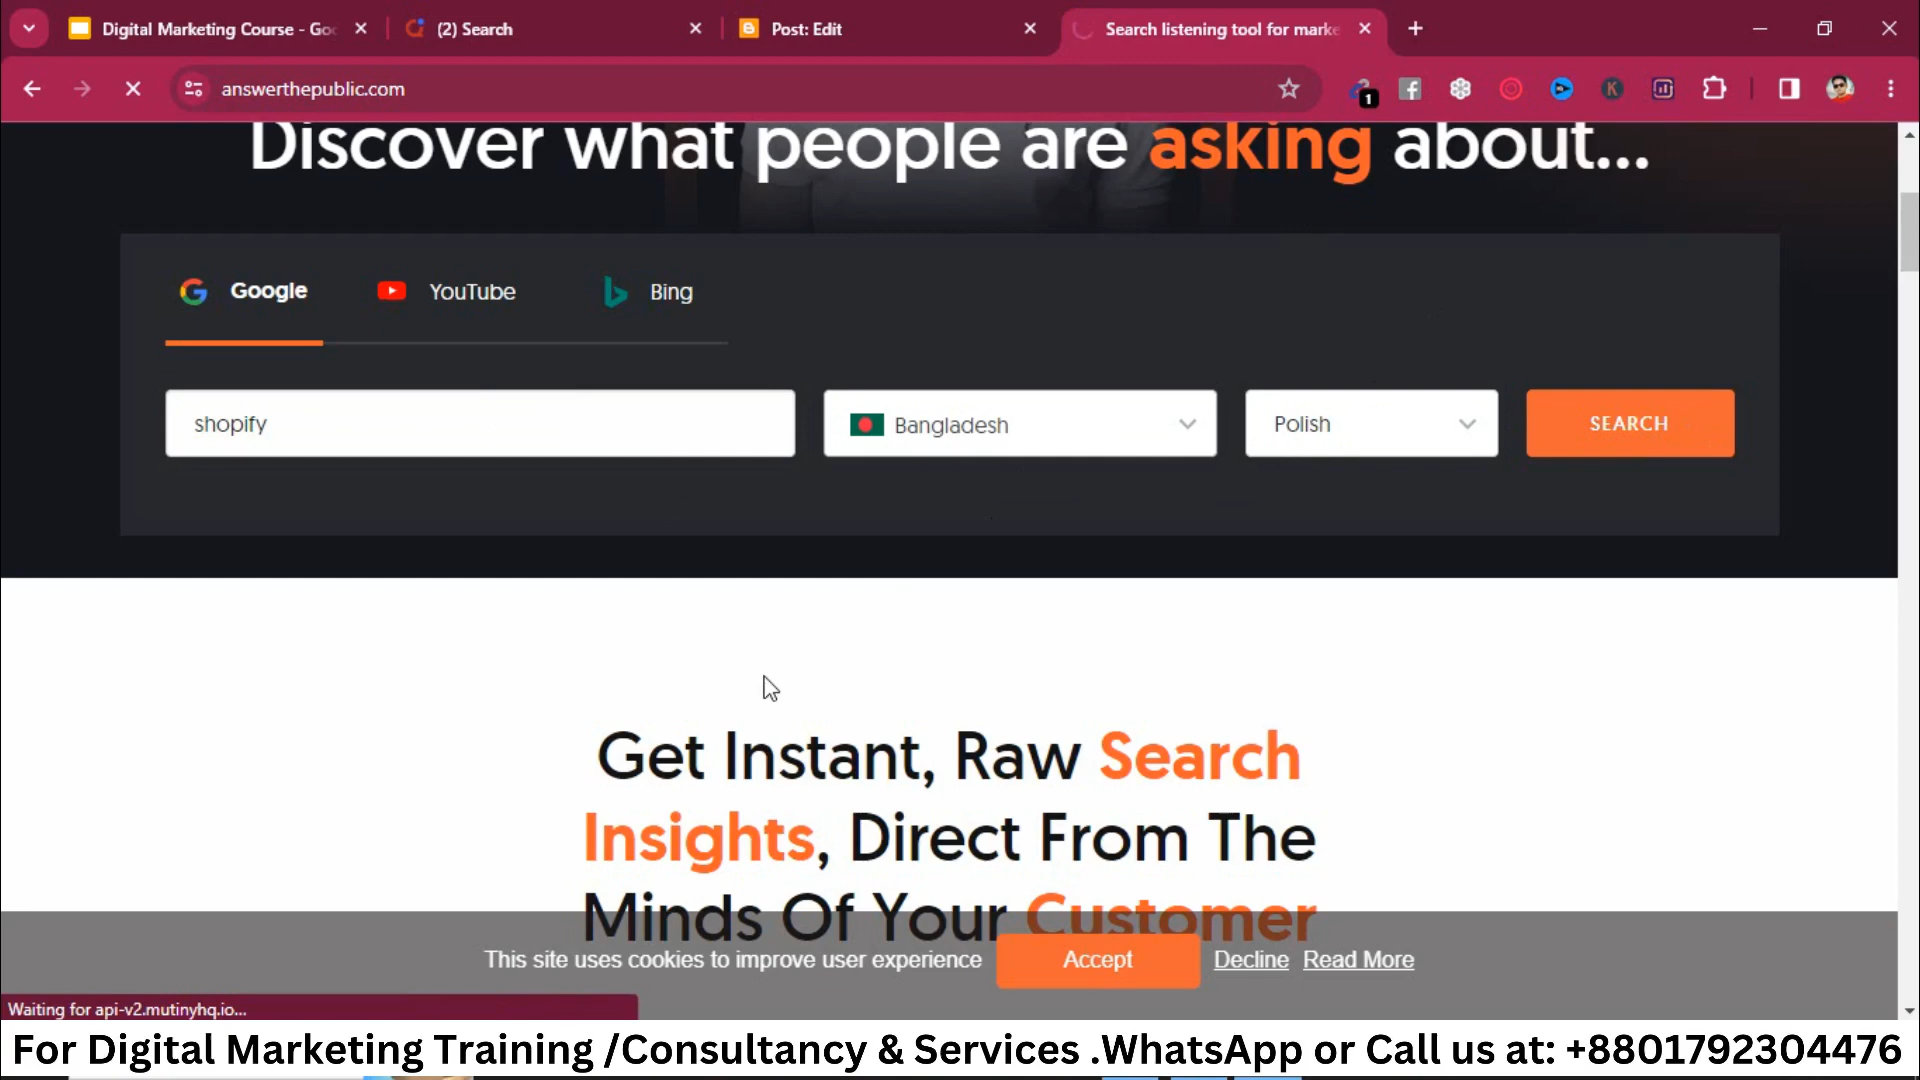 Digital Marketing Course - Goo
(2) Search
Post: Edit
Search listening tool for marke
answerthepublic.com
1
K
Discover what people are asking about...
Google
YouTube
Bing
shopify
Bangladesh
Polish
SEARCH
Get Instant, Raw Search
Insights, Direct From The
Minds Of Your Customer
This site uses cookies to improve user experience
Accept
Decline
Read More
Waiting for api-v2.mutinyhq.io...
For Digital Marketing Training /Consultancy & Services .WhatsApp or Call us at: +8801792304476